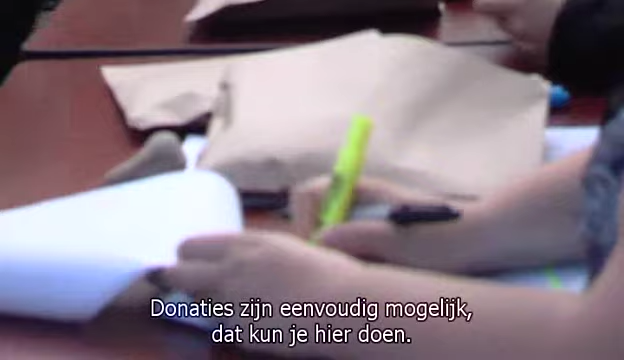 Donaties zijn eenvoudig mogelijk,
dat kun je hier doen.